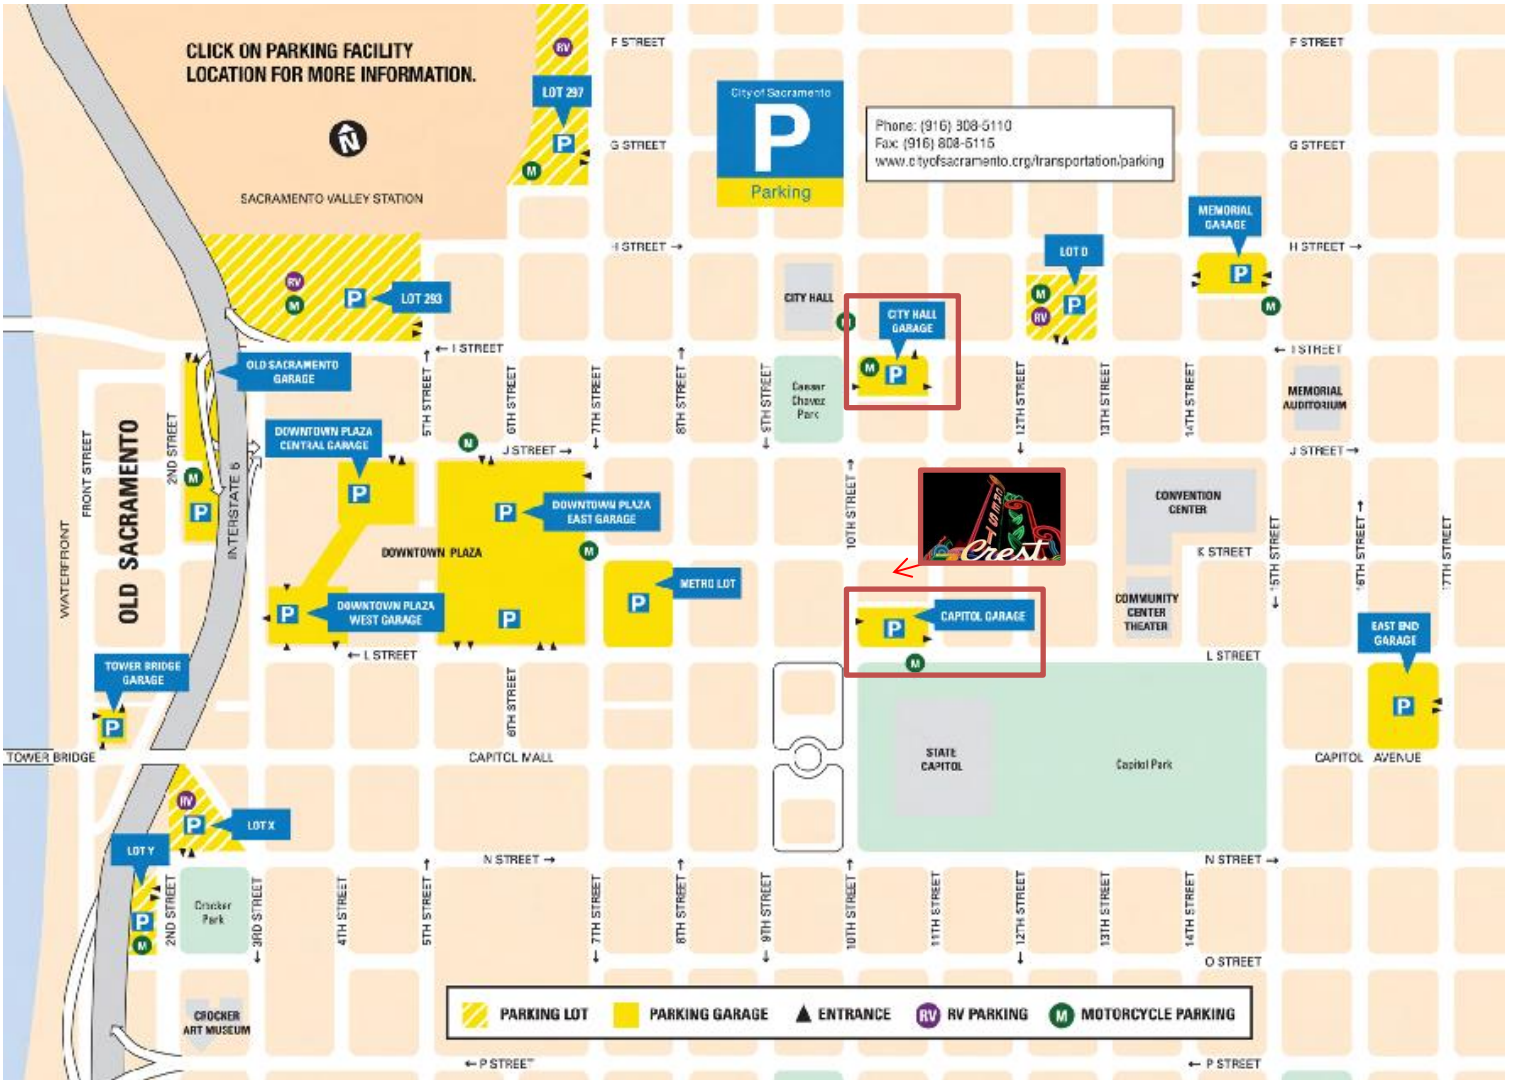 CLICK ON PARKING FACILITY
LOCATION FOR MORE INFORMATION.
N
SACRAMENTO VALLEY STATION
RV
LOT 297
P
M
F STREET
F STREET
City of Sacramento
P
Parking
Phone: (916) 808-5110
Fax: (916) 808-5115
www.cityofsacramento.org/transportation/parking
G STREET
G STREET
H STREET →
H STREET →
MEMORIAL
GARAGE
P
M
LOT D
M
P
RV
RV
M
P
LOT 293
CITY HALL
M
CITY HALL
GARAGE
M
P
← I STREET
← I STREET
OLD SACRAMENTO
GARAGE
M
P
5TH STREET →
6TH STREET
← 7TH STREET
8TH STREET →
← 9TH STREET
Caesar
Chavez
Park
← 12TH STREET
13TH STREET
14TH STREET
MEMORIAL
AUDITORIUM
FRONT STREET
2ND STREET
OLD SACRAMENTO
WATERFRONT
INTERSTATE 5
DOWNTOWN PLAZA
CENTRAL GARAGE
P
M
J STREET →
J STREET →
DOWNTOWN PLAZA
EAST GARAGE
P
M
DOWNTOWN PLAZA
P
10TH STREET →
Crest
CONVENTION
CENTER
K STREET
← 15TH STREET
16TH STREET →
17TH STREET
METRO LOT
P
DOWNTOWN PLAZA
WEST GARAGE
P
CAPITOL GARAGE
P
M
COMMUNITY
CENTER
THEATER
EAST END
GARAGE
P
← L STREET
L STREET
TOWER BRIDGE
GARAGE
P
6TH STREET
TOWER BRIDGE
CAPITOL MALL
STATE
CAPITOL
Capitol Park
CAPITOL AVENUE
RV
P
LOT X
LOT Y
P
M
N STREET →
N STREET →
2ND STREET
Crocker
Park
← 3RD STREET
4TH STREET
5TH STREET →
← 7TH STREET
8TH STREET →
← 9TH STREET
10TH STREET →
11TH STREET
← 12TH STREET
13TH STREET
14TH STREET
O STREET
CROCKER
ART MUSEUM
PARKING LOT
PARKING GARAGE
ENTRANCE
RV RV PARKING
M MOTORCYCLE PARKING
← P STREET
← P STREET